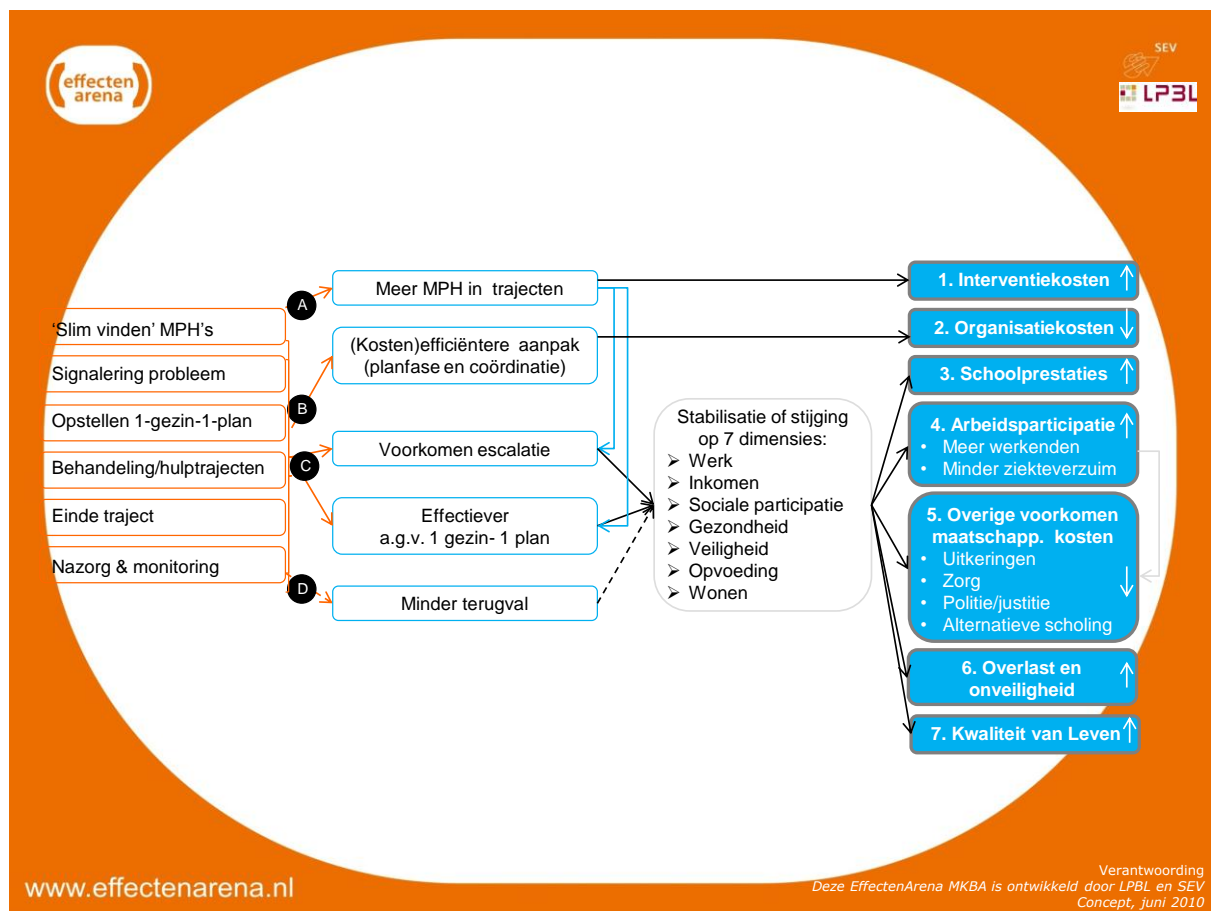 effecten
arena
SEV
LPBL
'Slim vinden' MPH's
Signalering probleem
Opstellen 1-gezin-1-plan
Behandeling/hulptrajecten
Einde traject
Nazorg & monitoring
A
B
C
D
Meer MPH in trajecten
(Kosten)efficiëntere aanpak
(planfase en coördinatie)
Voorkomen escalatie
Effectiever
a.g.v. 1 gezin- 1 plan
Minder terugval
Stabilisatie of stijging
op 7 dimensies:
➢ Werk
➢ Inkomen
➢ Sociale participatie
➢ Gezondheid
➢ Veiligheid
➢ Opvoeding
➢ Wonen
1. Interventiekosten
2. Organisatiekosten
3. Schoolprestaties
4. Arbeidsparticipatie
• Meer werkenden
• Minder ziekteverzuim
5. Overige voorkomen
maatschapp. kosten
• Uitkeringen
• Zorg
• Politie/justitie
• Alternatieve scholing
6. Overlast en
onveiligheid
7. Kwaliteit van Leven
www.effectenarena.nl
Verantwoording
Deze EffectenArena MKBA is ontwikkeld door LPBL en SEV
Concept, juni 2010